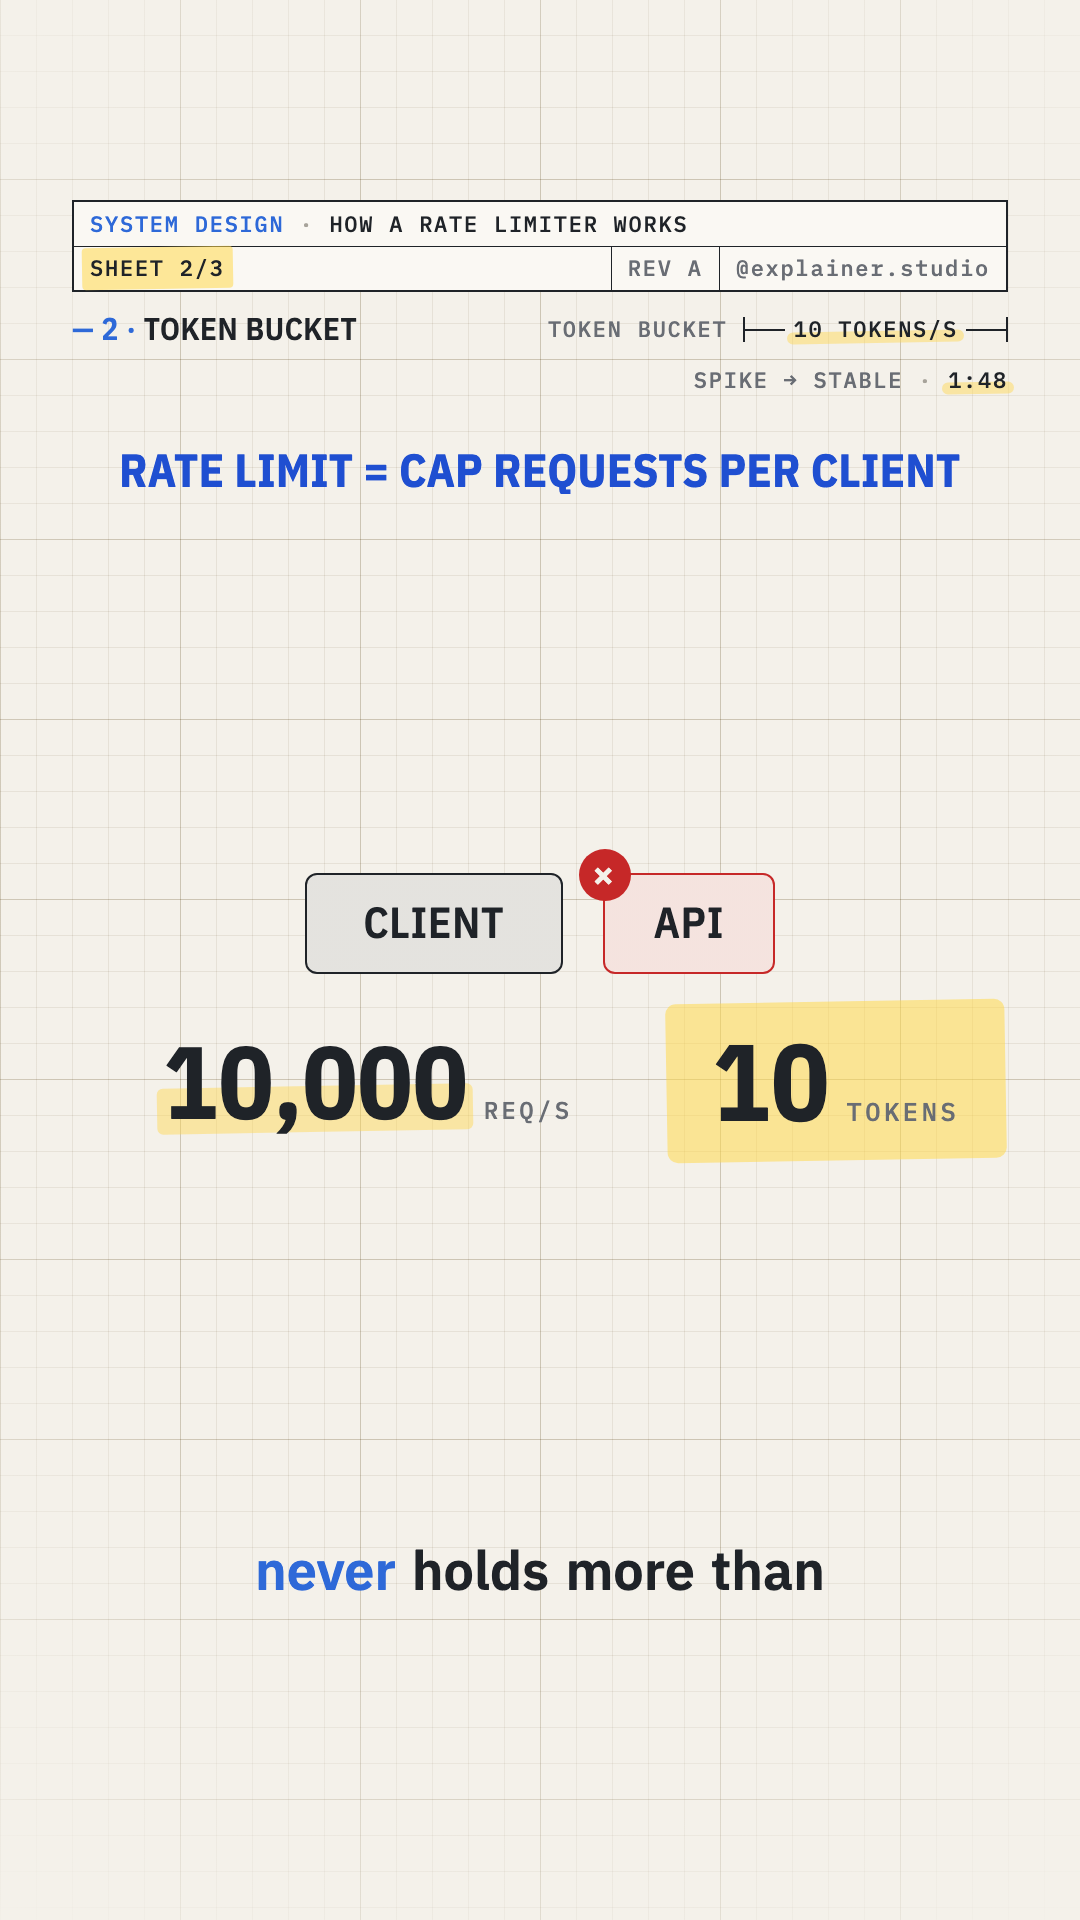 SYSTEM DESIGN · HOW A RATE LIMITER WORKS
SHEET 2/3 REV A @explainer.studio
— 2 · TOKEN BUCKET TOKEN BUCKET 10 TOKENS/S
SPIKE → STABLE · 1:48
RATE LIMIT = CAP REQUESTS PER CLIENT
CLIENT × API
10,000 REQ/S 10 TOKENS
never holds more than